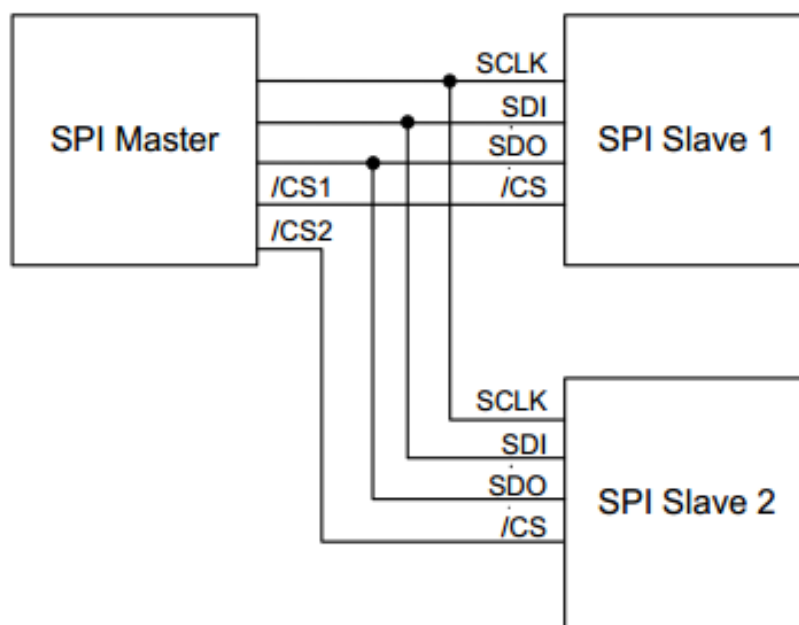 SPI Master
SCLK
SDI
SDO
/CS1
/CS
/CS2
SPI Slave 1
SCLK
SDI
SDO
/CS
SPI Slave 2